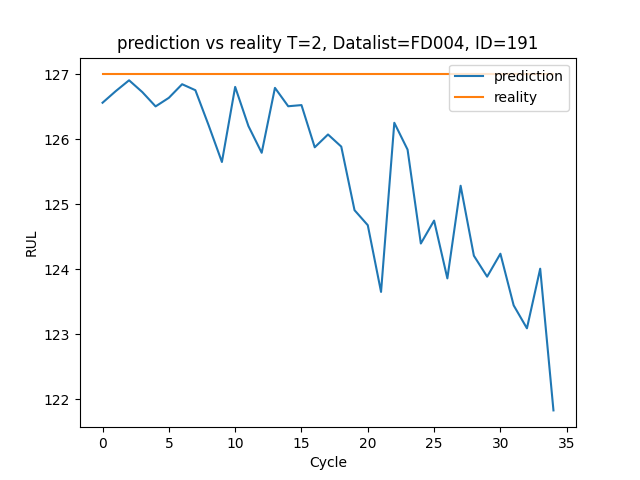 prediction vs reality T=2, Datalist=FD004, ID=191
prediction
reality
127
126
125
124
123
122
RUL
0 5 10 15 20 25 30 35
Cycle